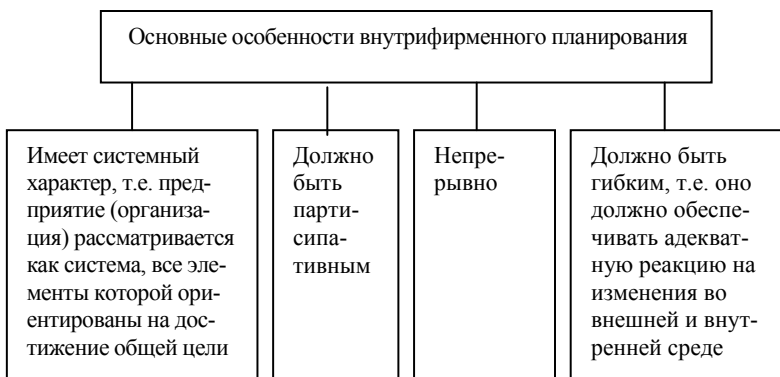 Основные особенности внутрифирменного планирования
Имеет системный
характер, т.е. пред-
приятие (организа-
ция) рассматривается
как система, все эле-
менты которой ори-
ентированы на дос-
тижение общей цели
Должно
быть
парти-
сипа-
тивным
Непре-
рывно
Должно быть
гибким, т.е. оно
должно обеспе-
чивать адекват-
ную реакцию на
изменения во
внешней и внут-
ренней среде